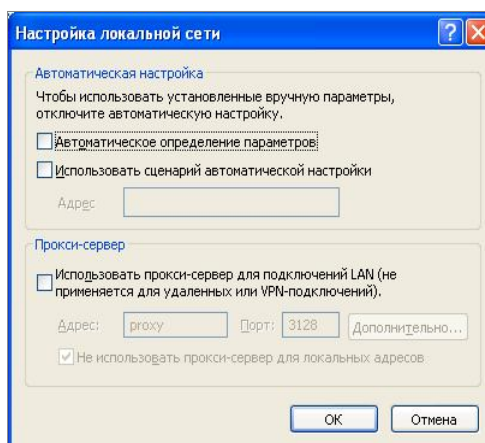 Настройка локальной сети
Автоматическая настройка
Чтобы использовать установленные вручную параметры,
отключите автоматическую настройку.
Автоматическое определение параметров
Использовать сценарий автоматической настройки
Адрес
Прокси-сервер
Использовать прокси-сервер для подключений LAN (не
применяется для удаленных или VPN-подключений).
Адрес: proxy Порт: 3128 Дополнительно...
Не использовать прокси-сервер для локальных адресов
OK Отмена